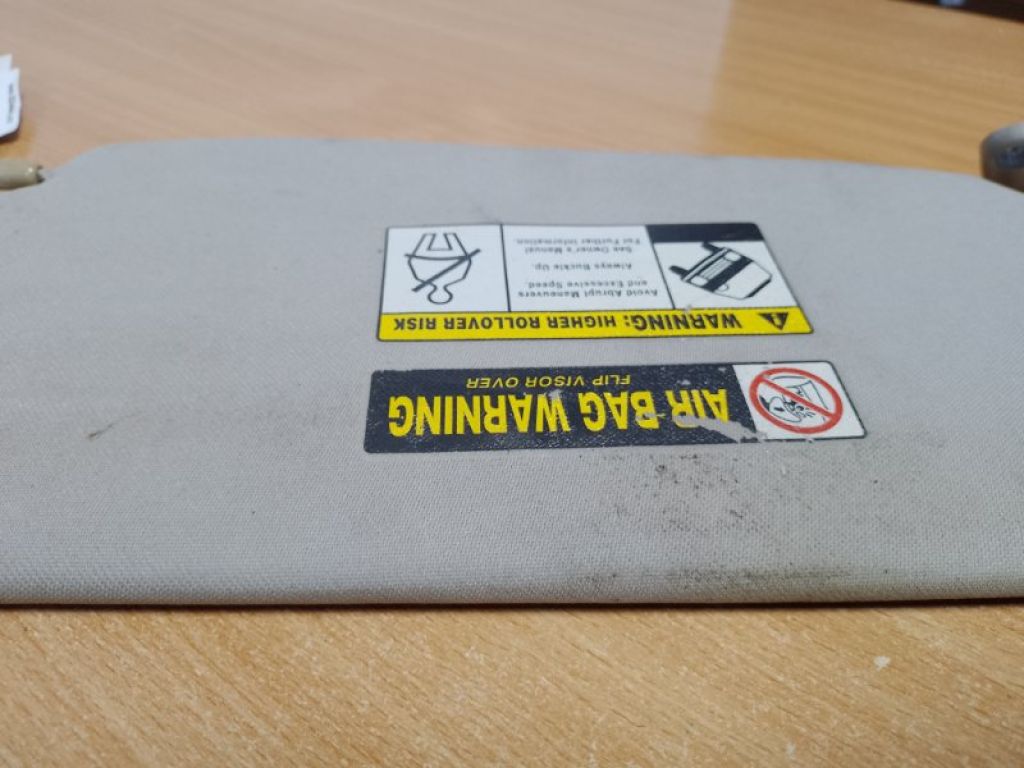 WARNING: HIGHER ROLLOVER RISK
Avoid Abrupt Maneuvers
and Excessive Speed.
Always Buckle Up.
See Owner's Manual
For Further Information.
AIR BAG WARNING
FLIP VISOR OVER